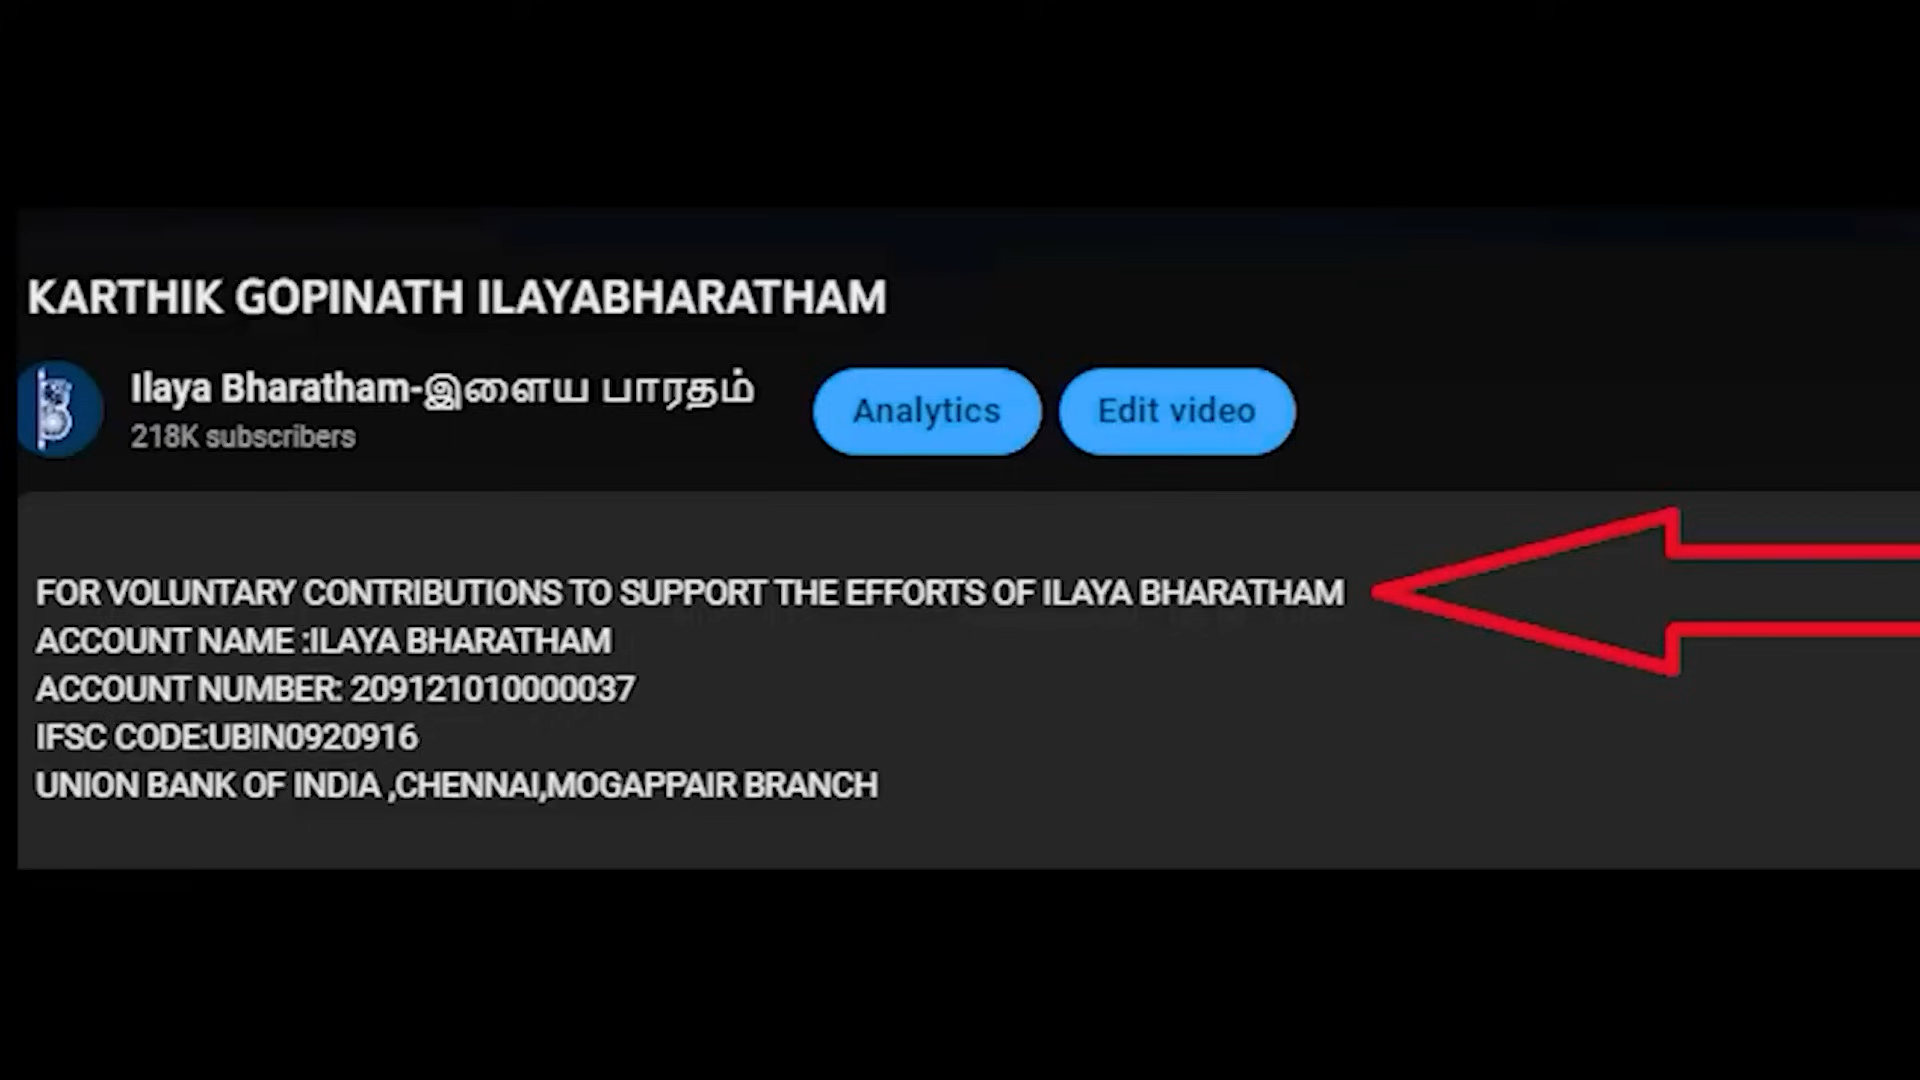 KARTHIK GOPINATH ILAYABHARATHAM
Ilaya Bharatham-இளைய பாரதம்
218K subscribers
Analytics
Edit video
FOR VOLUNTARY CONTRIBUTIONS TO SUPPORT THE EFFORTS OF ILAYA BHARATHAM
ACCOUNT NAME :ILAYA BHARATHAM
ACCOUNT NUMBER: 209121010000037
IFSC CODE:UBIN0920916
UNION BANK OF INDIA ,CHENNAI,MOGAPPAIR BRANCH